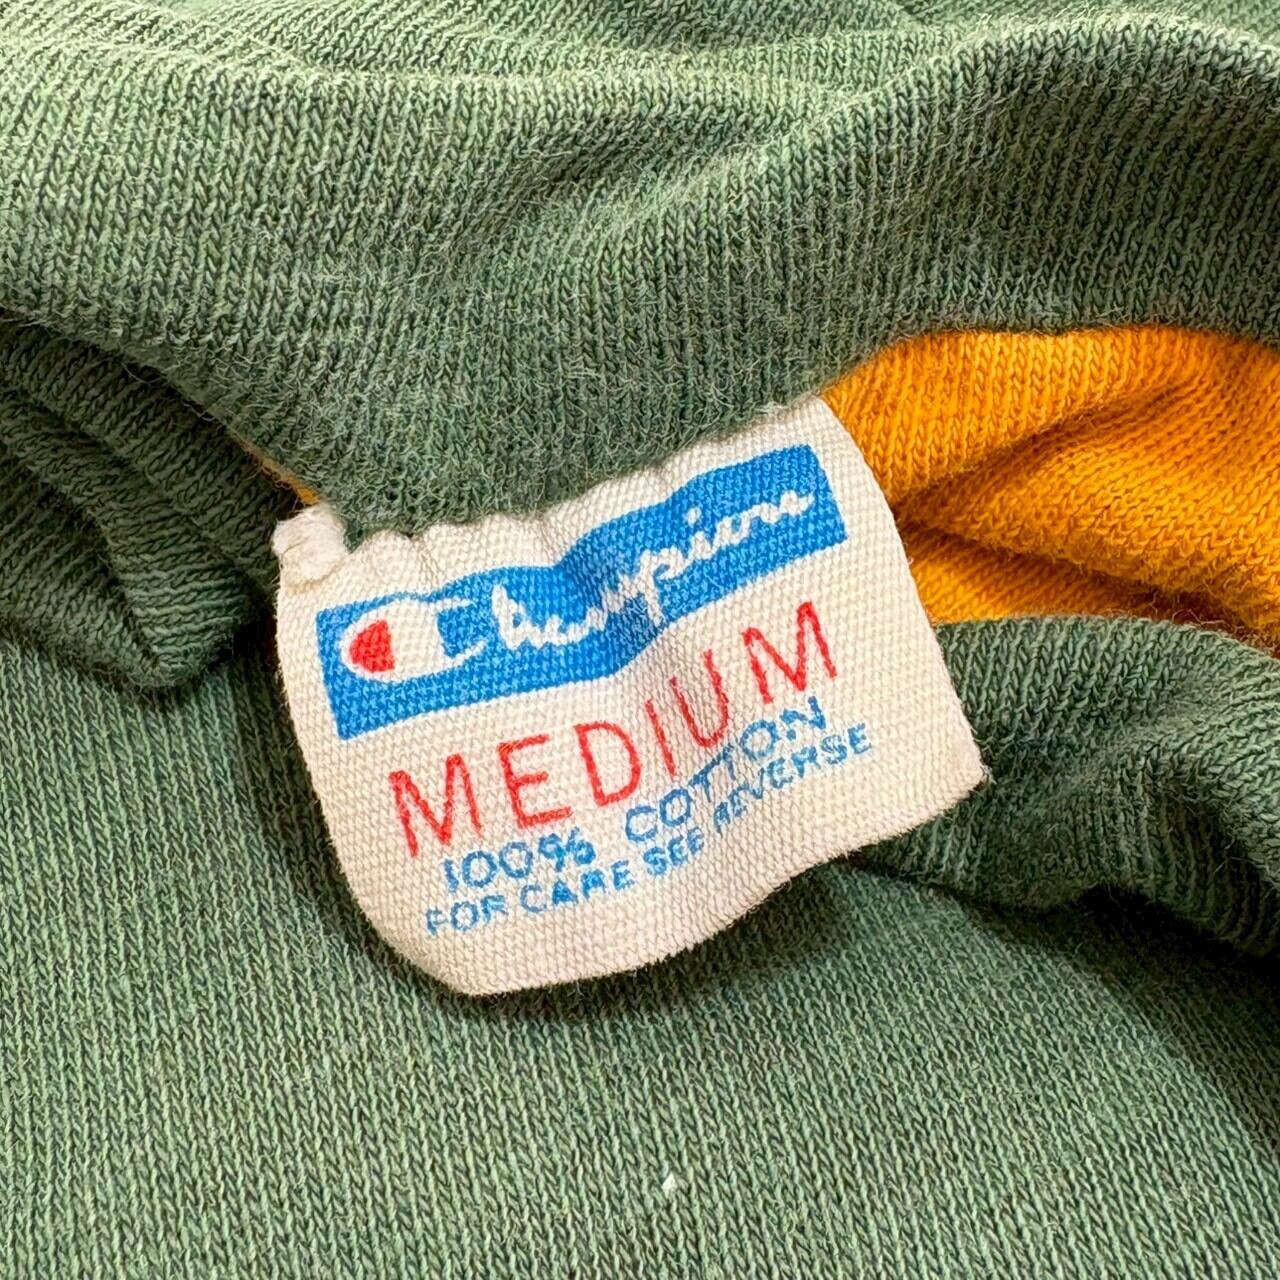 Champion
MEDIUM
100% COTTON
FOR CARE SEE REVERSE